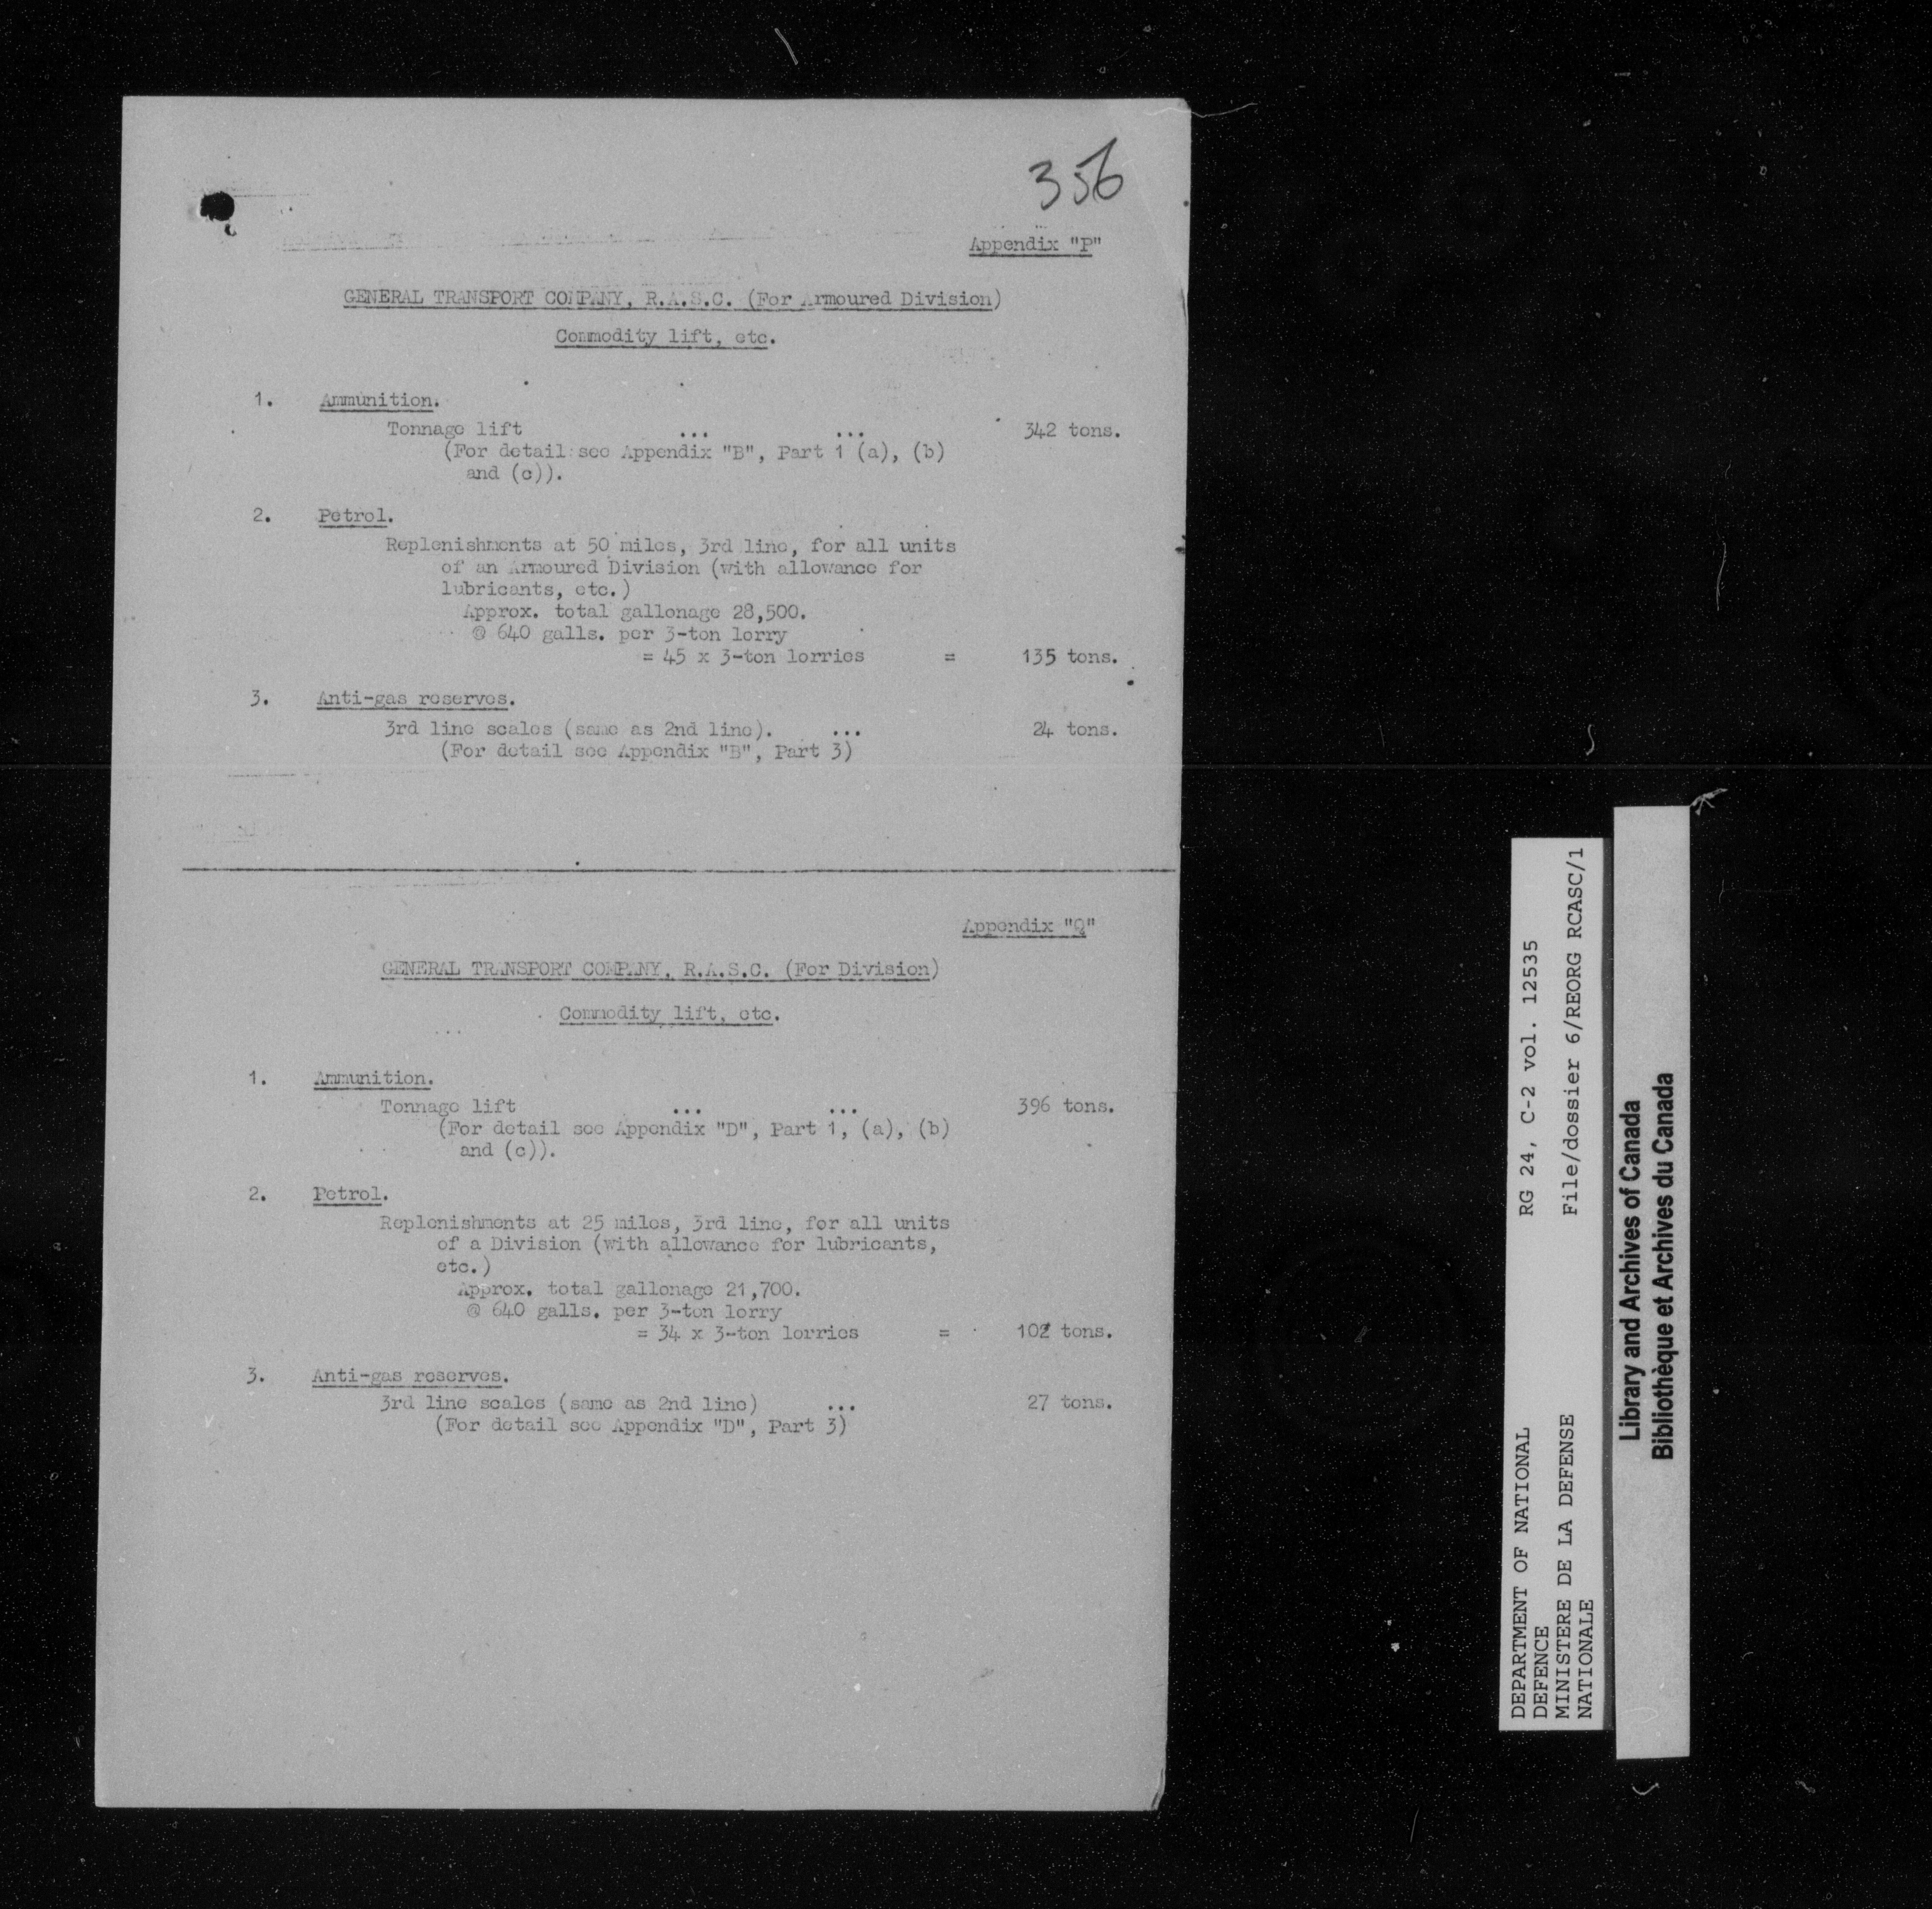 356
Appendix "P"
GENERAL TRANSPORT COMPANY, R.A.S.C. (For Armoured Division)
Commodity lift, etc.
1. Ammunition.
Tonnage lift ... ... 342 tons.
(For detail see Appendix "B", Part 1 (a), (b)
and (c)).
2. Petrol.
Replenishments at 50 miles, 3rd line, for all units
of an Armoured Division (with allowance for
lubricants, etc.)
Approx. total gallonage 28,500.
@ 640 galls. per 3-ton lorry
= 45 x 3-ton lorries = 135 tons.
3. Anti-gas reserves.
3rd line scales (same as 2nd line). ... 24 tons.
(For detail see Appendix "B", Part 3)
Appendix "Q"
GENERAL TRANSPORT COMPANY, R.A.S.C. (For Division)
Commodity lift, etc.
1. Ammunition.
Tonnage lift ... ... 396 tons.
(For detail see Appendix "D", Part 1, (a), (b)
and (c)).
2. Petrol.
Replenishments at 25 miles, 3rd line, for all units
of a Division (with allowance for lubricants,
etc.)
Approx. total gallonage 21,700.
@ 640 galls. per 3-ton lorry
= 34 x 3-ton lorries = 102 tons.
3. Anti-gas reserves.
3rd line scales (same as 2nd line) ... 27 tons.
(For detail see Appendix "D", Part 3)
DEPARTMENT OF NATIONAL
DEFENCE
MINISTERE DE LA DEFENSE
NATIONALE
RG 24, C-2 vol. 12535
File/dossier 6/REORG RCASC/1
Library and Archives of Canada
Bibliothèque et Archives du Canada